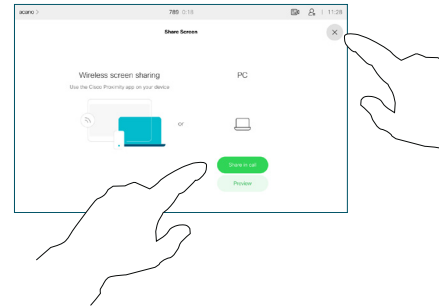 acano
780 0:18
11:28
Share Screen
Wireless screen sharing
Use the Cisco Proximity app on your device
or
PC
Share in call
Preview